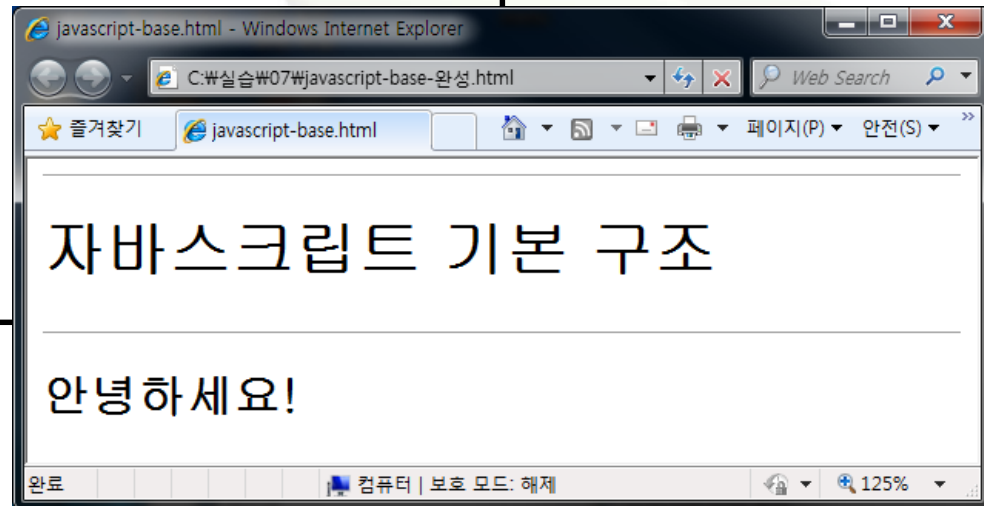 javascript-base.html - Windows Internet Explorer
C:₩실습₩07₩javascript-base-완성.html
Web Search
즐겨찾기
javascript-base.html
페이지(P)
안전(S)
»
자바스크립트 기본 구조
안녕하세요!
완료
컴퓨터 | 보호 모드: 해제
125%